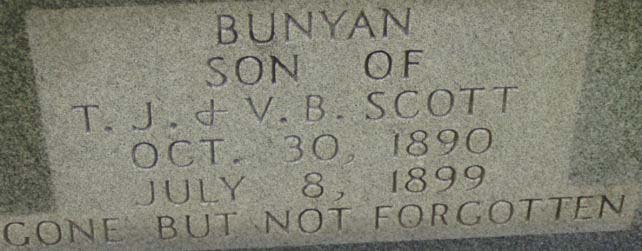 BUNYAN
SON OF
T. J. & V. B. SCOTT
OCT. 30, 1890
JULY 8, 1899
GONE BUT NOT FORGOTTEN